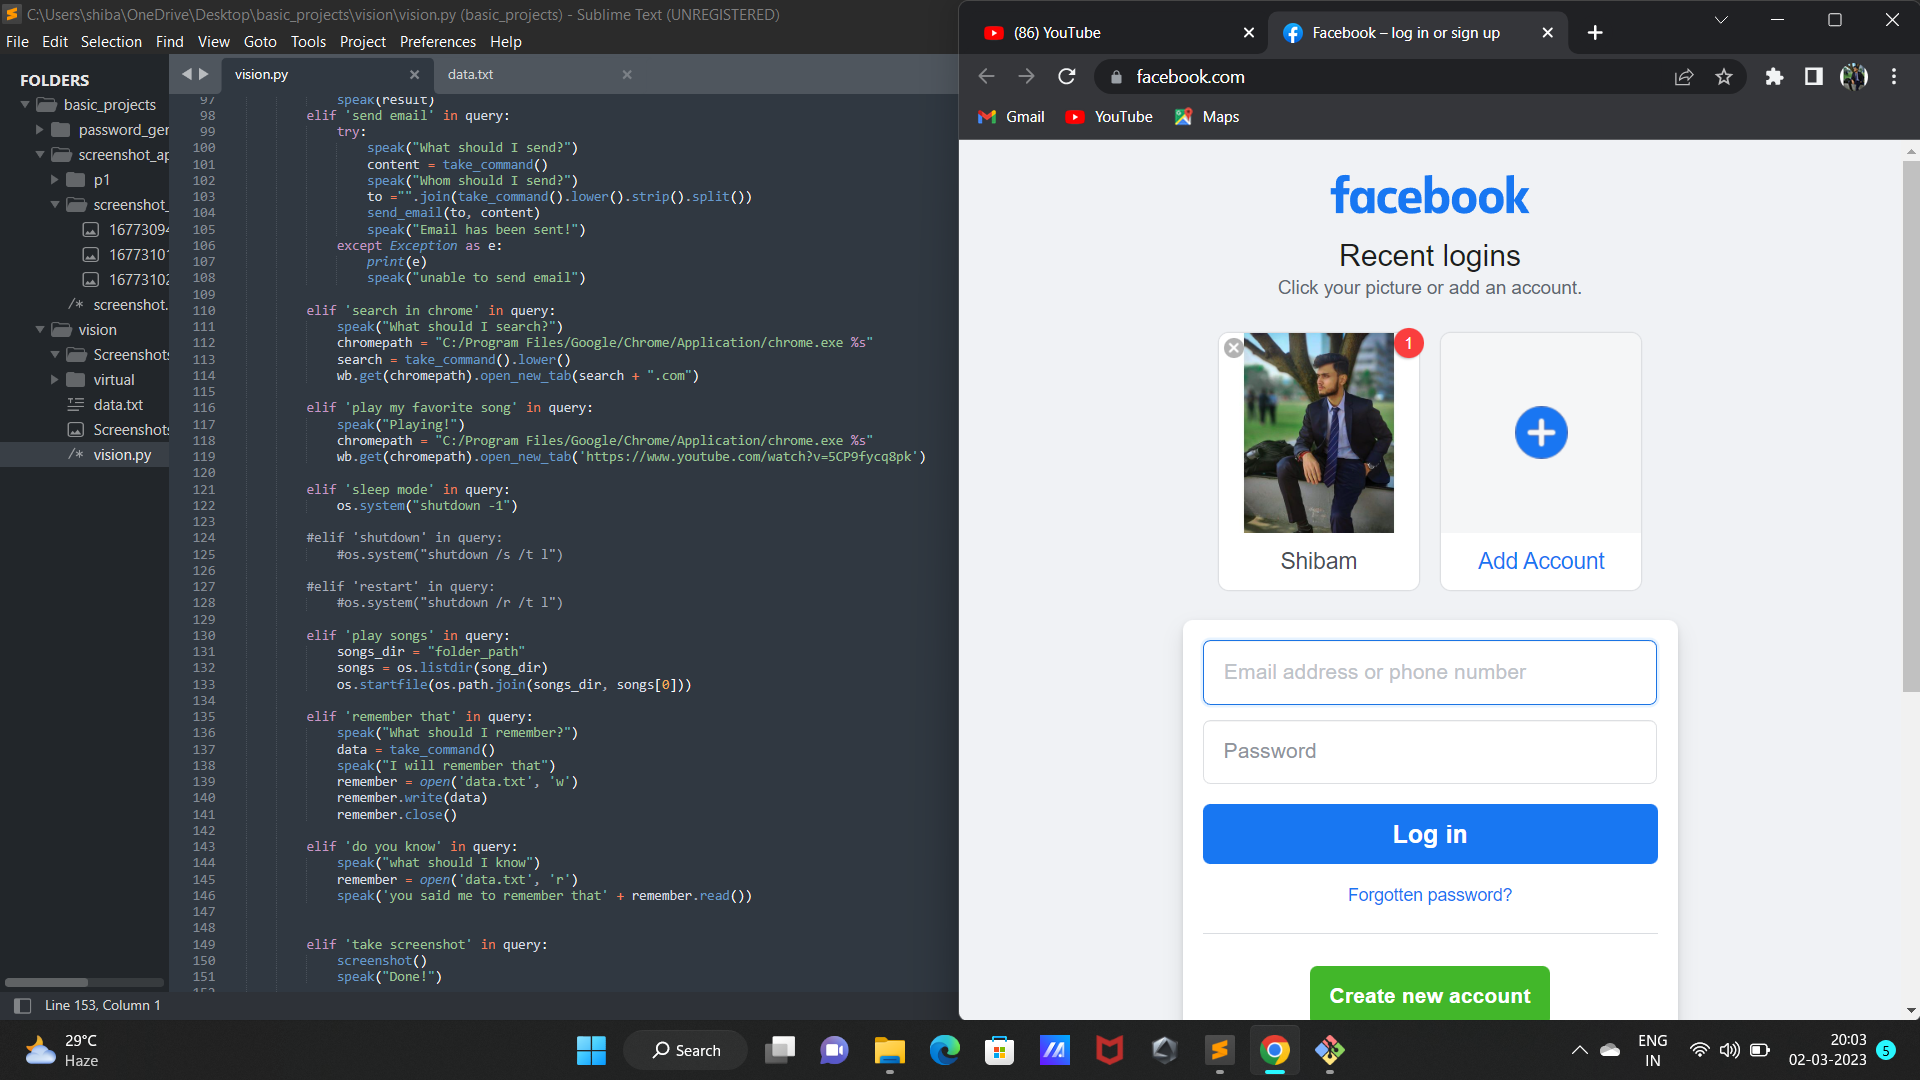 C:\Users\shiba\OneDrive\Desktop\basic_projects\vision\vision.py (basic_projects) - Sublime Text (UNREGISTERED)
File Edit Selection Find View Goto Tools Project Preferences Help
FOLDERS
basic_projects
password_ger
screenshot_ap
p1
screenshot_
16773094
16773101
16773102
/* screenshot.
vision
Screenshots
virtual
data.txt
Screenshots
/* vision.py
vision.py
data.txt
97 speak(result)
98 elif 'send email' in query:
99 try:
100 speak("What should I send?")
101 content = take_command()
102 speak("Whom should I send?")
103 to ="".join(take_command().lower().strip().split())
104 send_email(to, content)
105 speak("Email has been sent!")
106 except Exception as e:
107 print(e)
108 speak("unable to send email")
109
110 elif 'search in chrome' in query:
111 speak("What should I search?")
112 chromepath = "C:/Program Files/Google/Chrome/Application/chrome.exe %s"
113 search = take_command().lower()
114 wb.get(chromepath).open_new_tab(search + ".com")
115
116 elif 'play my favorite song' in query:
117 speak("Playing!")
118 chromepath = "C:/Program Files/Google/Chrome/Application/chrome.exe %s"
119 wb.get(chromepath).open_new_tab('https://www.youtube.com/watch?v=5CP9fycq8pk')
120
121 elif 'sleep mode' in query:
122 os.system("shutdown -1")
123
124 #elif 'shutdown' in query:
125 #os.system("shutdown /s /t l")
126
127 #elif 'restart' in query:
128 #os.system("shutdown /r /t l")
129
130 elif 'play songs' in query:
131 songs_dir = "folder_path"
132 songs = os.listdir(song_dir)
133 os.startfile(os.path.join(songs_dir, songs[0]))
134
135 elif 'remember that' in query:
136 speak("What should I remember?")
137 data = take_command()
138 speak("I will remember that")
139 remember = open('data.txt', 'w')
140 remember.write(data)
141 remember.close()
142
143 elif 'do you know' in query:
144 speak("what should I know")
145 remember = open('data.txt', 'r')
146 speak('you said me to remember that' + remember.read())
147
148
149 elif 'take screenshot' in query:
150 screenshot()
151 speak("Done!")
152
Line 153, Column 1
(86) YouTube
Facebook – log in or sign up
facebook.com
Gmail YouTube Maps
facebook
Recent logins
Click your picture or add an account.
1
Shibam
Add Account
Email address or phone number
Password
Log in
Forgotten password?
Create new account
29°C
Haze
Search
ENG
IN
20:03
02-03-2023
5